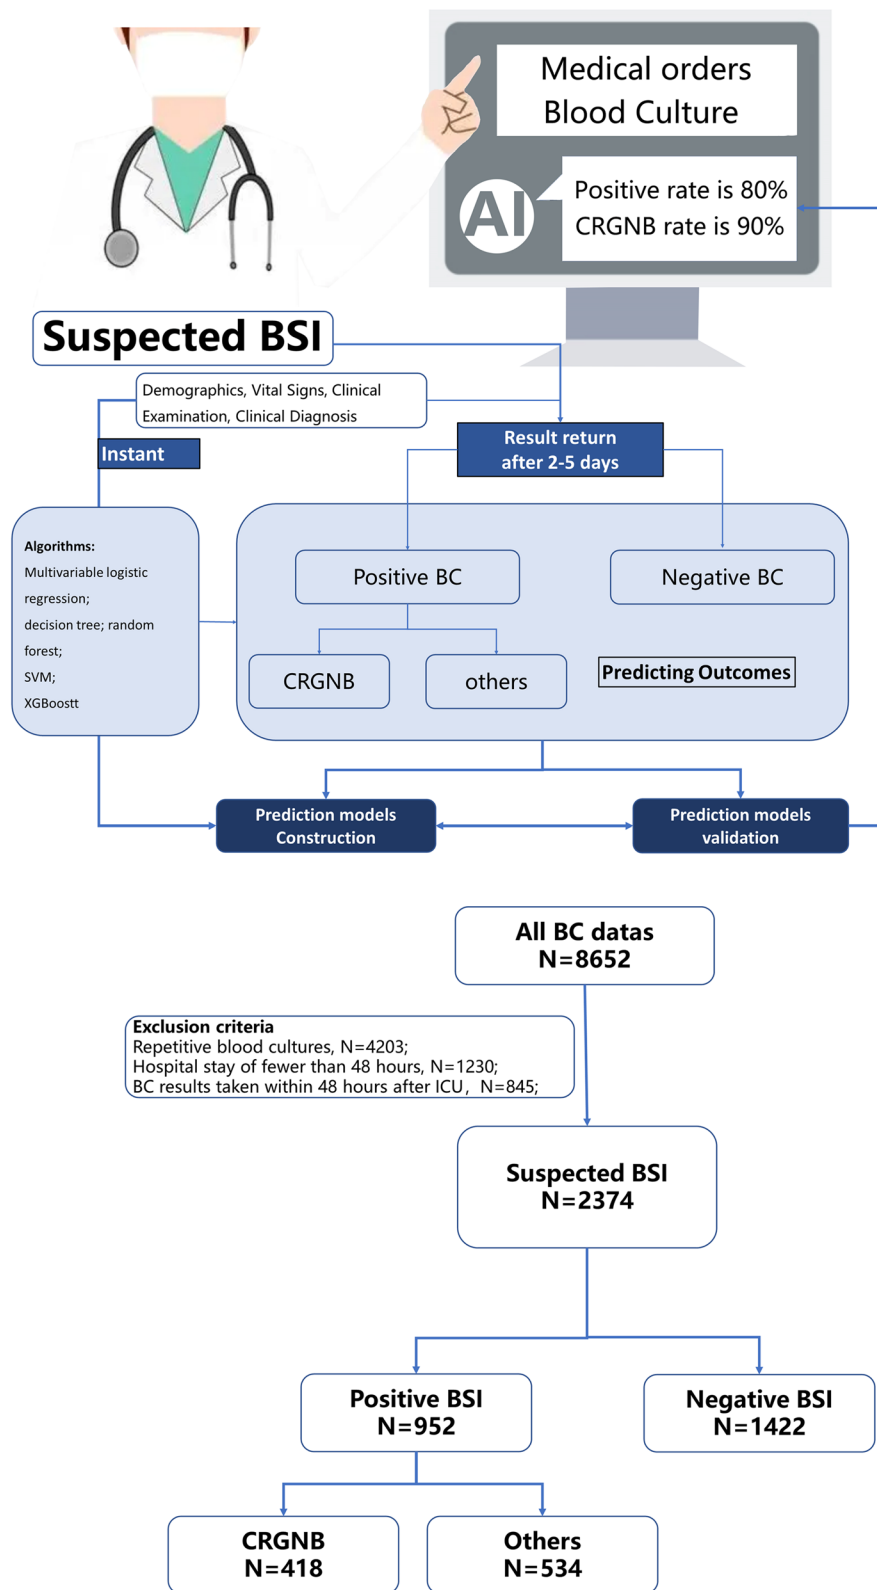 Medical orders
Blood Culture
AI
Positive rate is 80%
CRGNB rate is 90%
Suspected BSI
Demographics, Vital Signs, Clinical
Examination, Clinical Diagnosis
Instant
Result return
after 2-5 days
Algorithms:
Multivariable logistic
regression;
decision tree; random
forest;
SVM;
XGBoostt
Positive BC
Negative BC
CRGNB
others
Predicting Outcomes
Prediction models
Construction
Prediction models
validation
All BC datas
N=8652
Exclusion criteria
Repetitive blood cultures, N=4203;
Hospital stay of fewer than 48 hours, N=1230;
BC results taken within 48 hours after ICU, N=845;
Suspected BSI
N=2374
Positive BSI
N=952
Negative BSI
N=1422
CRGNB
N=418
Others
N=534